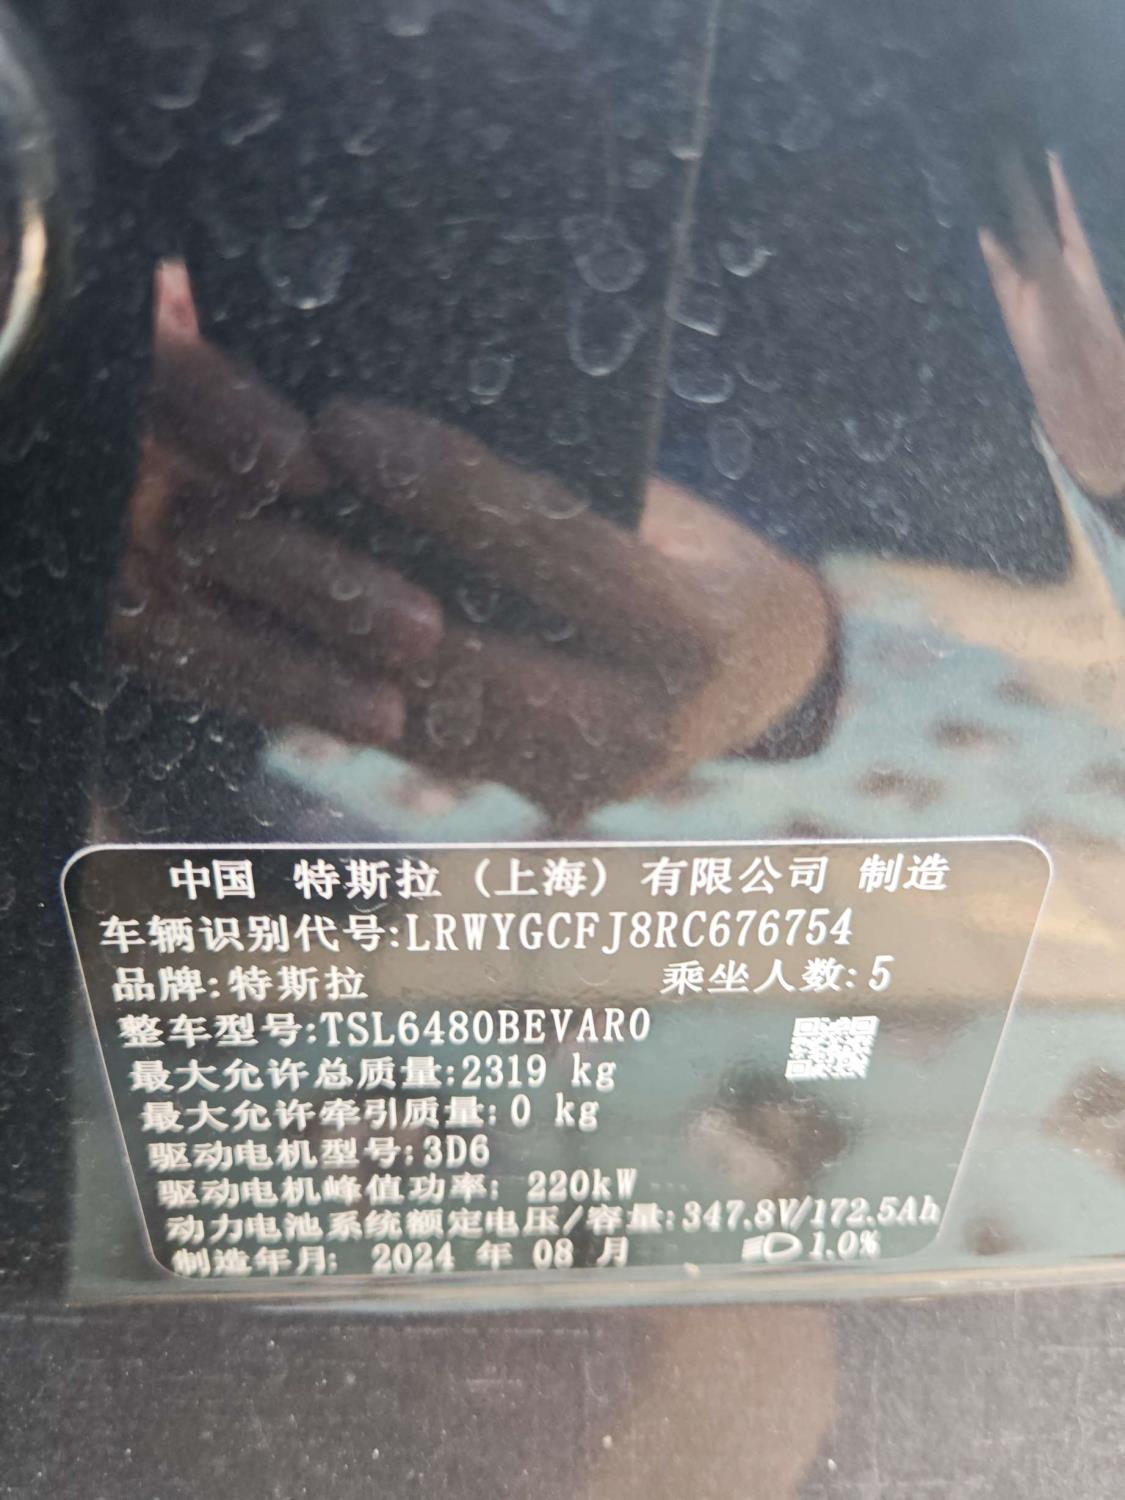 中国 特斯拉（上海）有限公司 制造
车辆识别代号:LRWYGCFJ8RC676754
品牌:特斯拉 乘坐人数:5
整车型号:TSL6480BEVAR0
最大允许总质量:2319 kg
最大允许牵引质量:0 kg
驱动电机型号:3D6
驱动电机峰值功率: 220kW
动力电池系统额定电压/容量:347.8V/172.5Ah
制造年月: 2024 年 08 月 1.0%